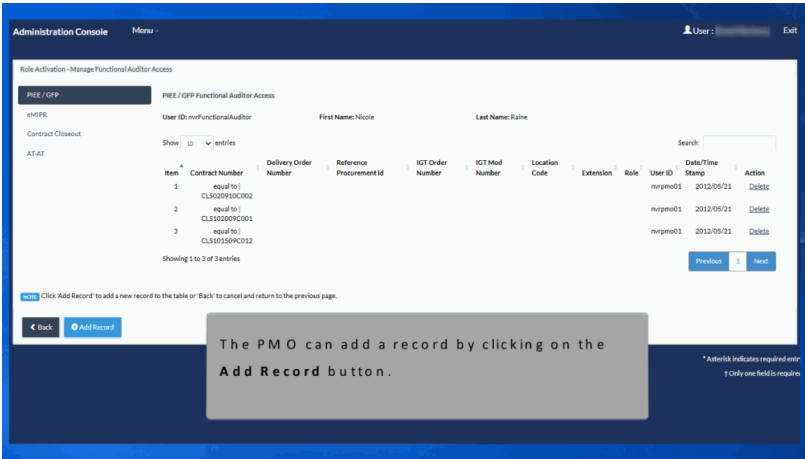 Administration Console Menu User : Exit
Role Activation - Manage Functional Auditor Access
PIEE / GFP
eMIPR
Contract Closeout
AT-AT
PIEE / GFP Functional Auditor Access
User ID: nvrFunctionalAuditor First Name: Nicole Last Name: Raine
Show 10 entries Search:
Item Contract Number Delivery Order Number Reference Procurement Id IGT Order Number IGT Mod Number Location Code Extension Role User ID Date/Time Stamp Action
1 equal to | CLS020910C002 nvrpmo01 2012/05/21 Delete
2 equal to | CLS102009C001 nvrpmo01 2012/05/21 Delete
3 equal to | CLS101509C012 nvrpmo01 2012/05/21 Delete
Showing 1 to 3 of 3 entries Previous 1 Next
NOTE Click 'Add Record' to add a new record to the table or 'Back' to cancel and return to the previous page.
Back Add Record
The PMO can add a record by clicking on the
Add Record button.
* Asterisk indicates required entr
† Only one field is require